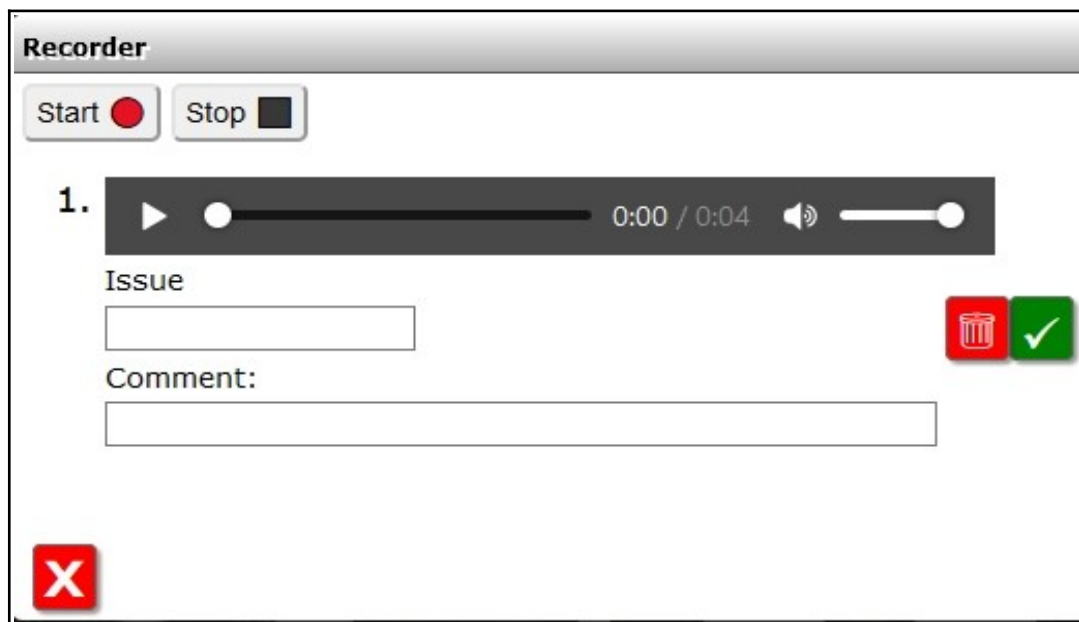 Recorder
Start Stop
1.
0:00 / 0:04
Issue
Comment:
X